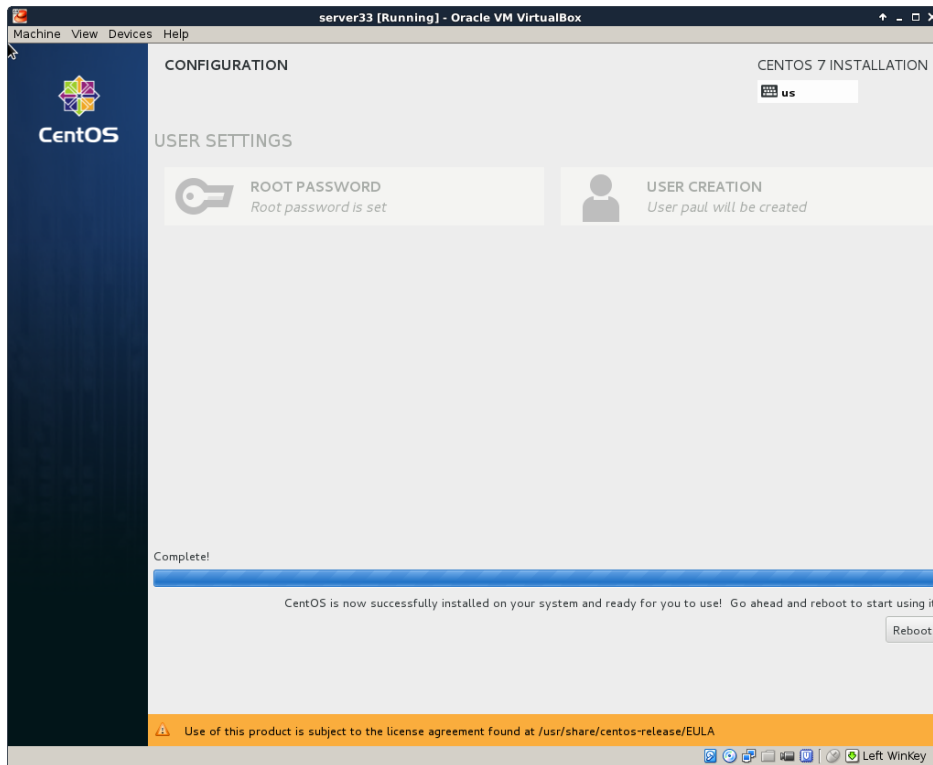 server33 [Running] - Oracle VM VirtualBox
Machine View Devices Help
CentOS
CONFIGURATION
CENTOS 7 INSTALLATION
us
USER SETTINGS
ROOT PASSWORD
Root password is set
USER CREATION
User paul will be created
Complete!
CentOS is now successfully installed on your system and ready for you to use! Go ahead and reboot to start using it
Reboot
Use of this product is subject to the license agreement found at /usr/share/centos-release/EULA
Left WinKey